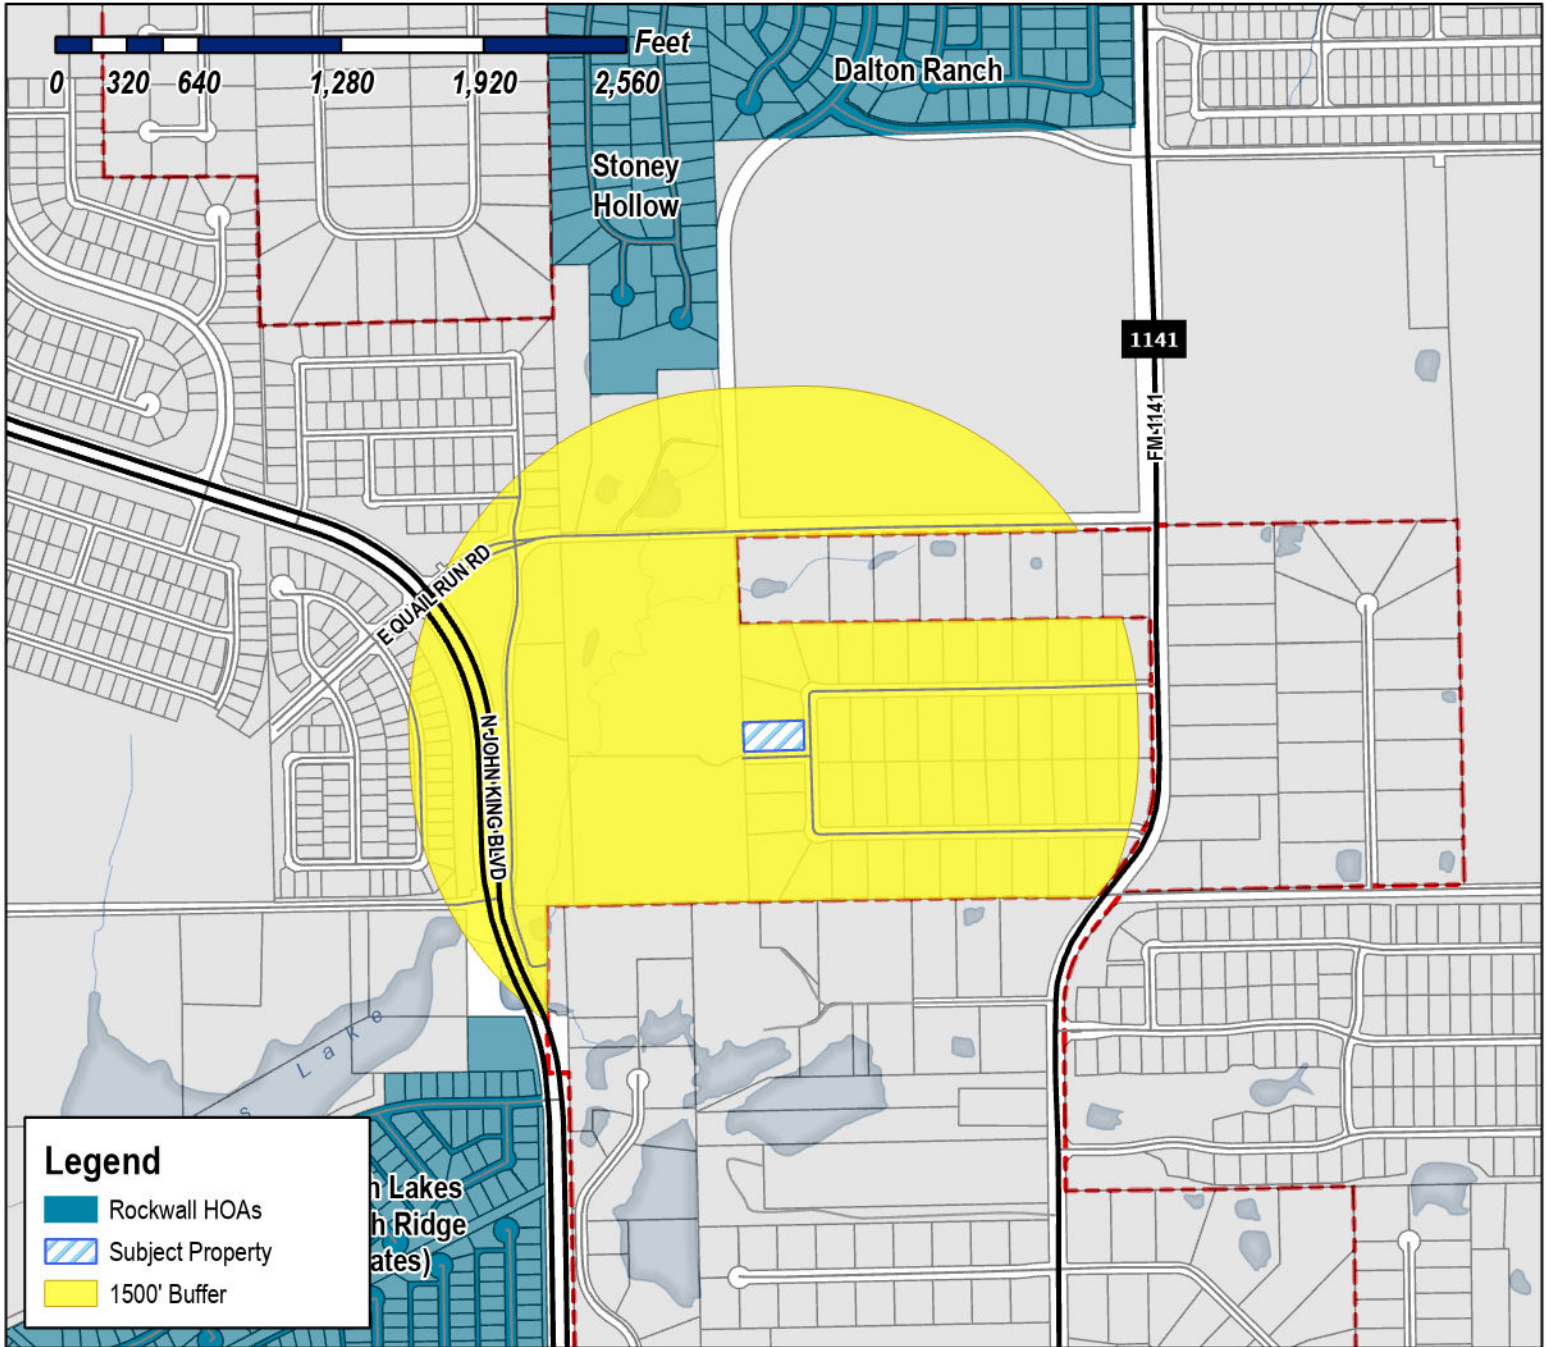 Feet
0 320 640 1,280 1,920 2,560
Dalton Ranch
Stoney
Hollow
1141
FM-1141
E QUAIL RUN RD
N JOHN KING BLVD
Lake
s
Legend
Rockwall HOAs
Subject Property
1500' Buffer
n Lakes
h Ridge
ates)